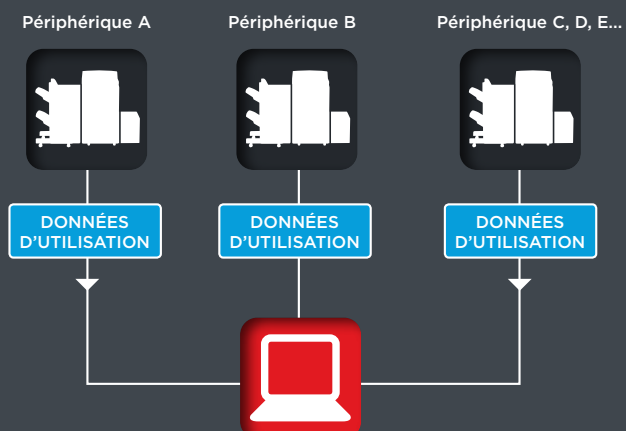 Périphérique A
Périphérique B
Périphérique C, D, E...
DONNÉES
D'UTILISATION
DONNÉES
D'UTILISATION
DONNÉES
D'UTILISATION